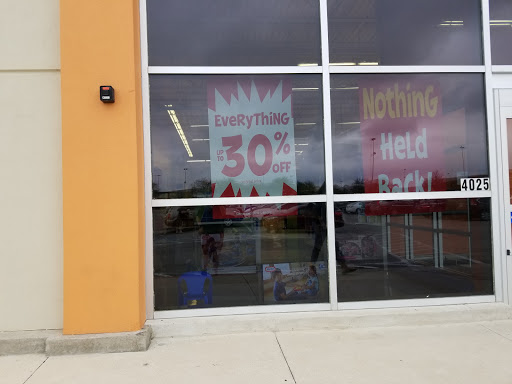 EVERYTHING
UP TO 30% OFF
NOTHING
HELD
BACK!
4025